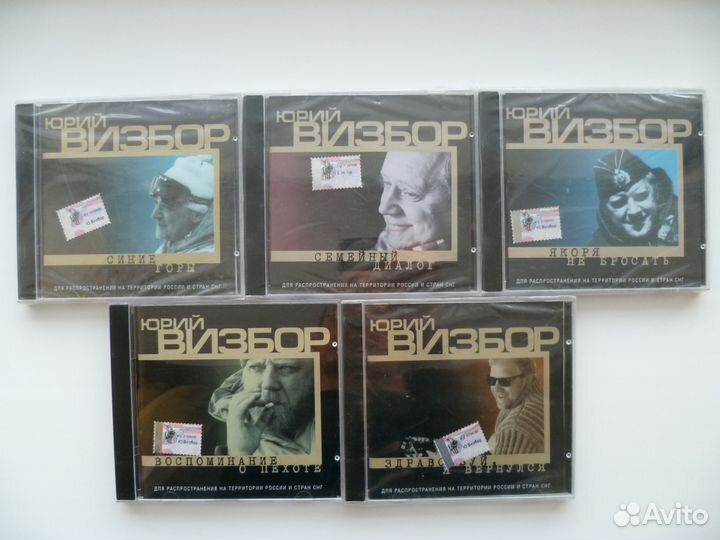 ЮРИЙ
ВИЗБОР
СИНИЕ
ГОРЫ
ДЛЯ РАСПРОСТРАНЕНИЯ НА ТЕРРИТОРИИ РОССИИ И СТРАН СНГ
ЮРИЙ
ВИЗБОР
СЕМЕЙНЫЙ
ДИАЛОГ
ДЛЯ РАСПРОСТРАНЕНИЯ НА ТЕРРИТОРИИ РОССИИ И СТРАН СНГ
ЮРИЙ
ВИЗБОР
ЯКОРЯ
НЕ БРОСАТЬ
ДЛЯ РАСПРОСТРАНЕНИЯ НА ТЕРРИТОРИИ РОССИИ И СТРАН СНГ
ЮРИЙ
ВИЗБОР
ВОСПОМИНАНИЕ
О ПЕХОТЕ
ДЛЯ РАСПРОСТРАНЕНИЯ НА ТЕРРИТОРИИ РОССИИ И СТРАН СНГ
ЮРИЙ
ВИЗБОР
ЗДРАВСТВУЙ,
Я ВЕРНУЛСЯ
ДЛЯ РАСПРОСТРАНЕНИЯ НА ТЕРРИТОРИИ РОССИИ И СТРАН СНГ
Avito